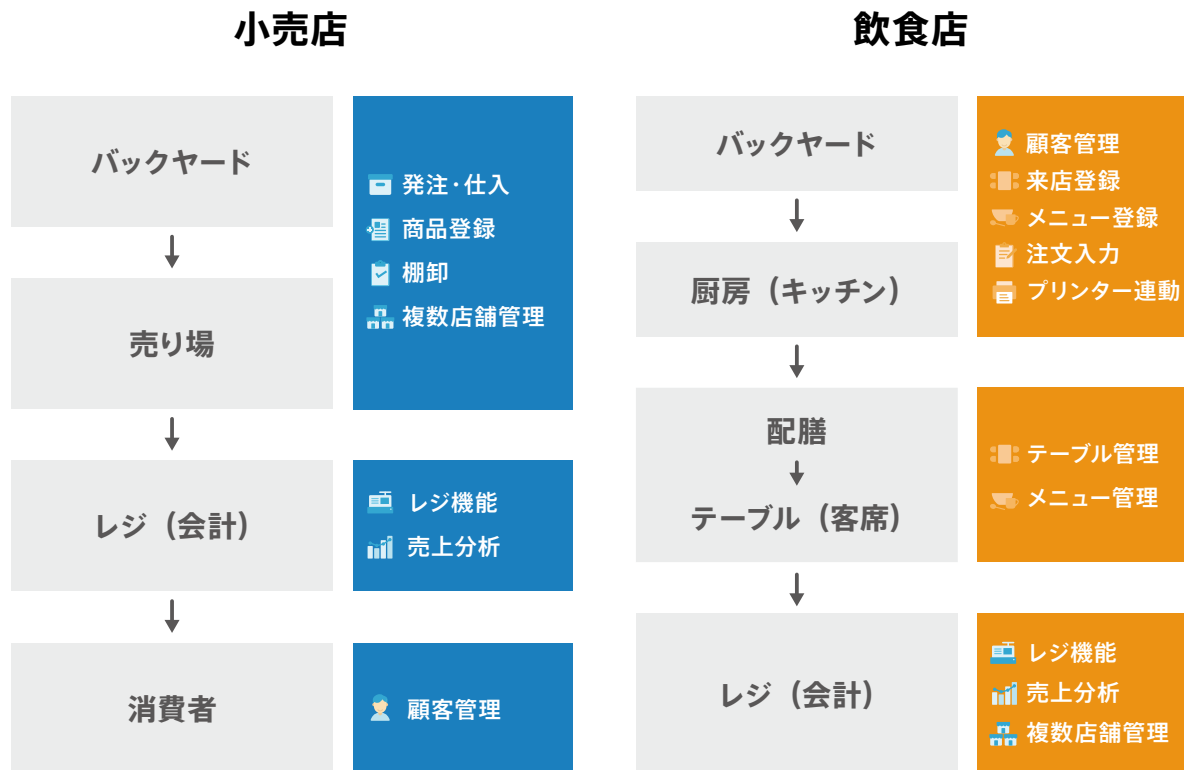 小売店
バックヤード
売り場
レジ（会計）
消費者
発注・仕入
商品登録
棚卸
複数店舗管理
レジ機能
売上分析
顧客管理
飲食店
バックヤード
厨房（キッチン）
配膳
テーブル（客席）
レジ（会計）
顧客管理
来店登録
メニュー登録
注文入力
プリンター連動
テーブル管理
メニュー管理
レジ機能
売上分析
複数店舗管理